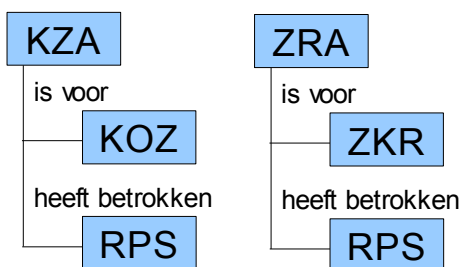 KZA
is voor
KOZ
heeft betrokken
RPS
ZRA
is voor
ZKR
heeft betrokken
RPS